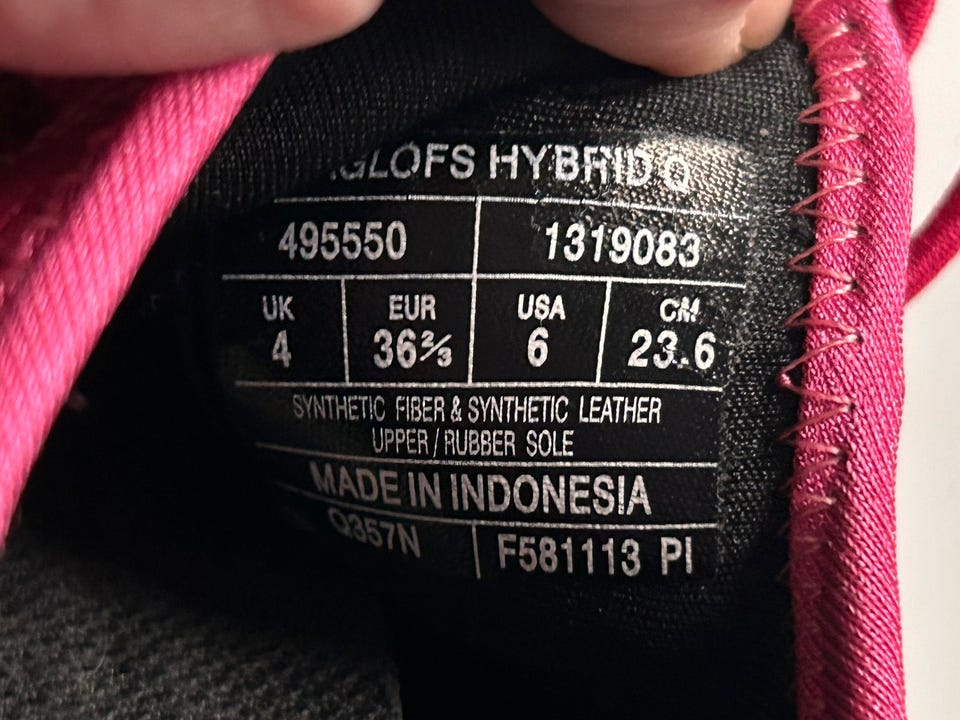 HYBRID Q
495550 1319083
UK EUR USA CM
4 36⅔ 6 23.6
SYNTHETIC FIBER & SYNTHETIC LEATHER
UPPER / RUBBER SOLE
MADE IN INDONESIA
Q357N F581113 PI